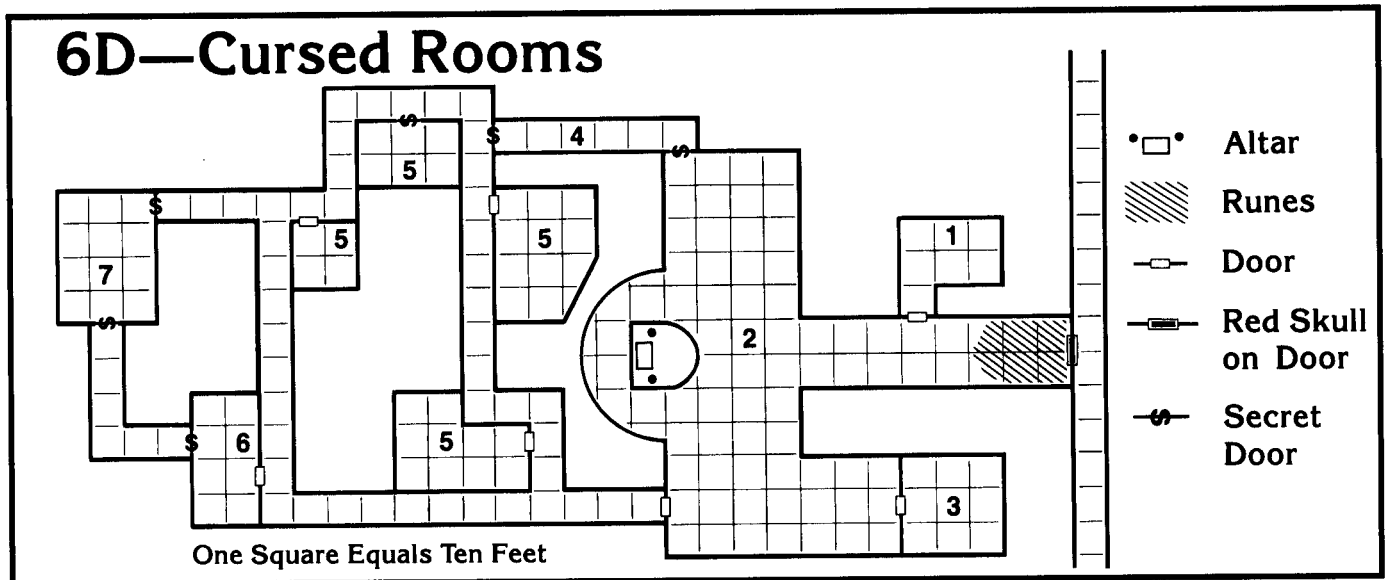 6D—Cursed Rooms
S
S
4
S
5
S
5
5
1
7
S
2
S
6
5
3
One Square Equals Ten Feet
Altar
Runes
Door
Red Skull
on Door
S
Secret
Door